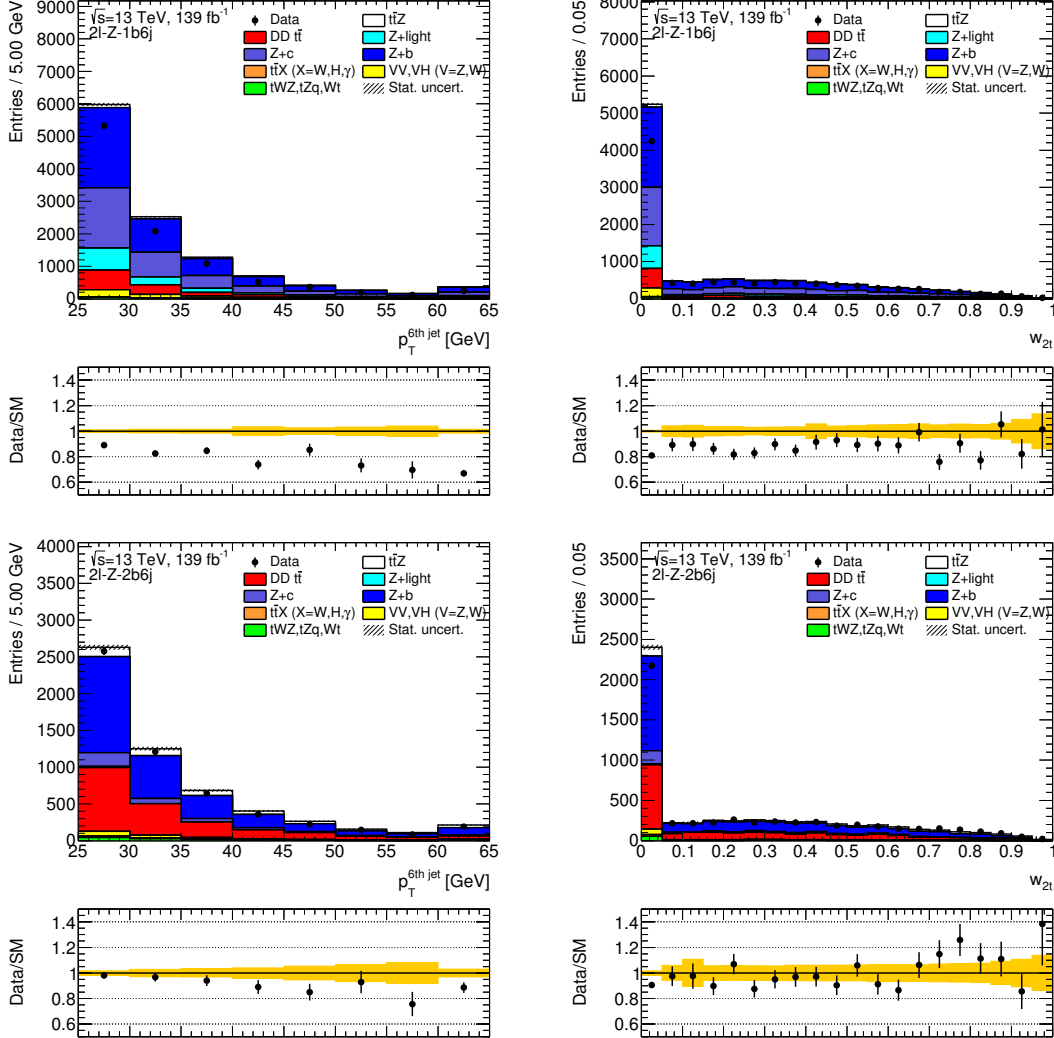 √s=13 TeV, 139 fb⁻¹
2l-Z-1b6j
Data
tt̄Z
DD tt̄
Z+light
Z+c
Z+b
tt̄X (X=W,H,γ)
VV,VH (V=Z,W)
tWZ,tZq,Wt
Stat. uncert.
Entries / 5.00 GeV
9000
8000
7000
6000
5000
4000
3000
2000
1000
0
25 30 35 40 45 50 55 60 65
p_T^{6th jet} [GeV]
Data/SM
1.4
1.2
1
0.8
0.6
√s=13 TeV, 139 fb⁻¹
2l-Z-1b6j
Data
tt̄Z
DD tt̄
Z+light
Z+c
Z+b
tt̄X (X=W,H,γ)
VV,VH (V=Z,W)
tWZ,tZq,Wt
Stat. uncert.
Entries / 0.05
8000
7000
6000
5000
4000
3000
2000
1000
0
0 0.1 0.2 0.3 0.4 0.5 0.6 0.7 0.8 0.9 1
w_{2t}
Data/SM
1.4
1.2
1
0.8
0.6
√s=13 TeV, 139 fb⁻¹
2l-Z-2b6j
Data
tt̄Z
DD tt̄
Z+light
Z+c
Z+b
tt̄X (X=W,H,γ)
VV,VH (V=Z,W)
tWZ,tZq,Wt
Stat. uncert.
Entries / 5.00 GeV
4000
3500
3000
2500
2000
1500
1000
500
0
25 30 35 40 45 50 55 60 65
p_T^{6th jet} [GeV]
Data/SM
1.4
1.2
1
0.8
0.6
√s=13 TeV, 139 fb⁻¹
2l-Z-2b6j
Data
tt̄Z
DD tt̄
Z+light
Z+c
Z+b
tt̄X (X=W,H,γ)
VV,VH (V=Z,W)
tWZ,tZq,Wt
Stat. uncert.
Entries / 0.05
3500
3000
2500
2000
1500
1000
500
0
0 0.1 0.2 0.3 0.4 0.5 0.6 0.7 0.8 0.9 1
w_{2t}
Data/SM
1.4
1.2
1
0.8
0.6